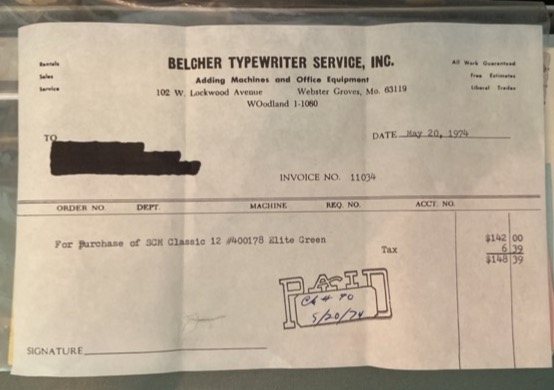 Rentals
Sales
Service
BELCHER TYPEWRITER SERVICE, INC.
Adding Machines and Office Equipment
102 W. Lockwood Avenue Webster Groves, Mo. 63119
WOodland 1-1060
All Work Guaranteed
Free Estimates
Liberal Trades
TO
DATE May 20, 1974
INVOICE NO. 11034
ORDER NO. DEPT. MACHINE REQ. NO. ACCT. NO.
For Purchase of SCM Classic 12 #400178 Elite Green $142 00
Tax 6 39
$148 39
PAID
Ck # 90
5/20/74
SIGNATURE